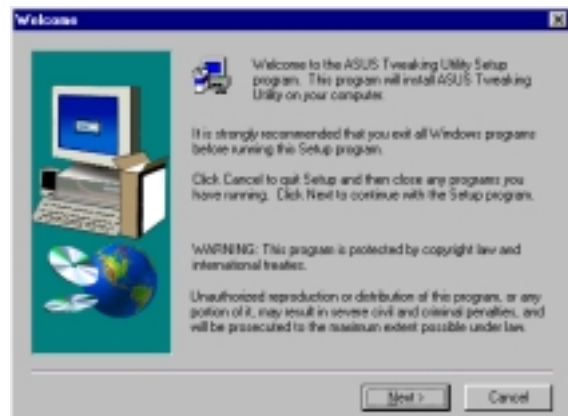 Welcome
Welcome to the ASUS Tweaking Utility Setup
program. This program will install ASUS Tweaking
Utility on your computer.
It is strongly recommended that you exit all Windows programs
before running this Setup program.
Click Cancel to quit Setup and then close any programs you
have running. Click Next to continue with the Setup program.
WARNING: This program is protected by copyright law and
international treaties.
Unauthorized reproduction or distribution of this program, or any
portion of it, may result in severe civil and criminal penalties, and
will be prosecuted to the maximum extent possible under law.
Next >
Cancel